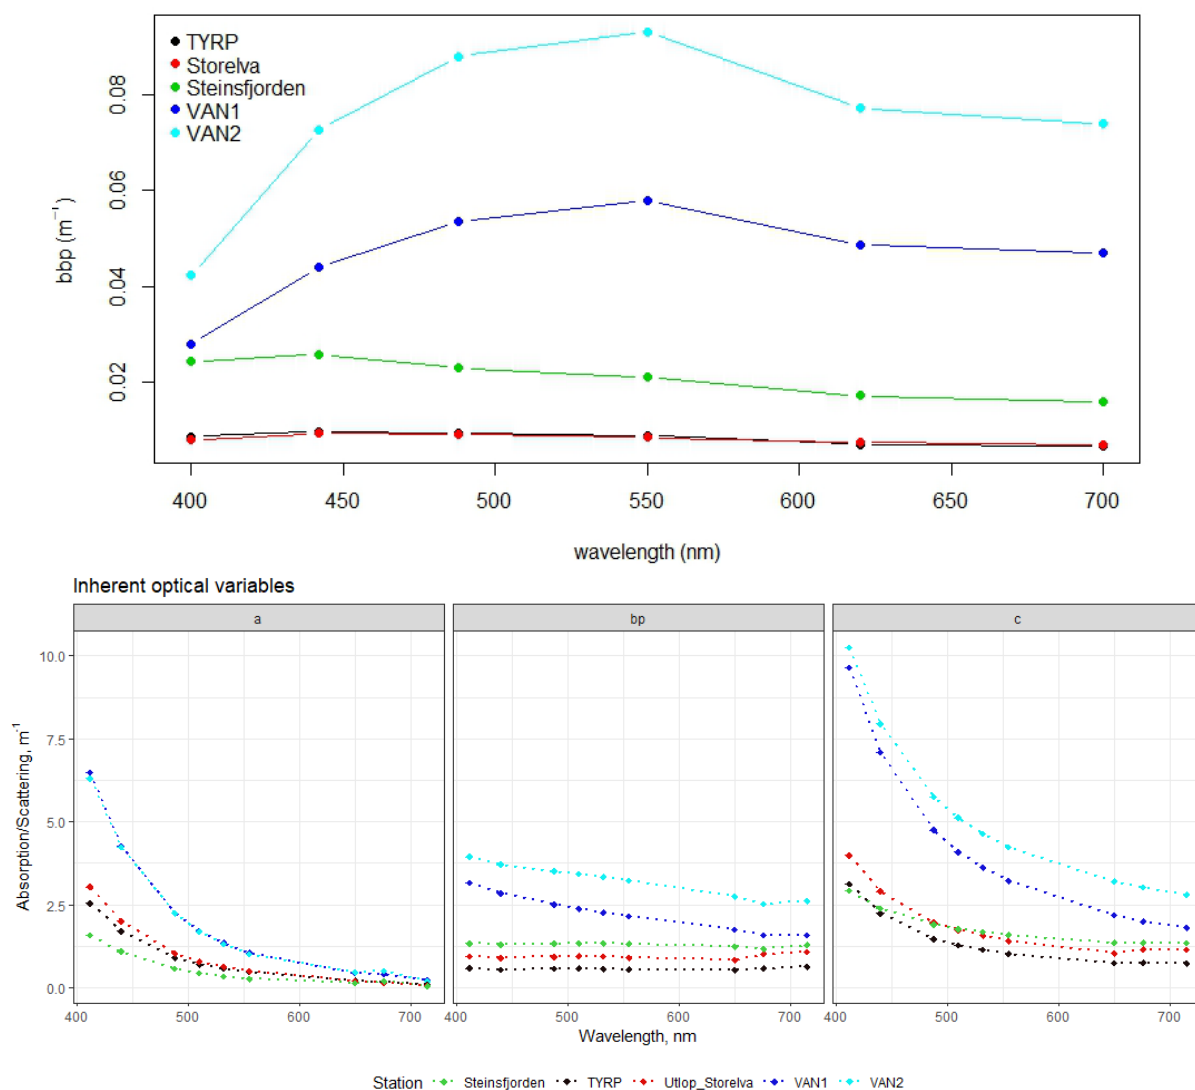 TYRP
Storelva
Steinsfjorden
VAN1
VAN2
bbp (m⁻¹)
0.08
0.06
0.04
0.02
400 450 500 550 600 650 700
wavelength (nm)
Inherent optical variables
a bp c
Absorption/Scattering, m⁻¹
10.0
7.5
5.0
2.5
0.0
400 500 600 700 400 500 600 700 400 500 600 700
Wavelength, nm
Station Steinsfjorden TYRP Utlop_Storelva VAN1 VAN2